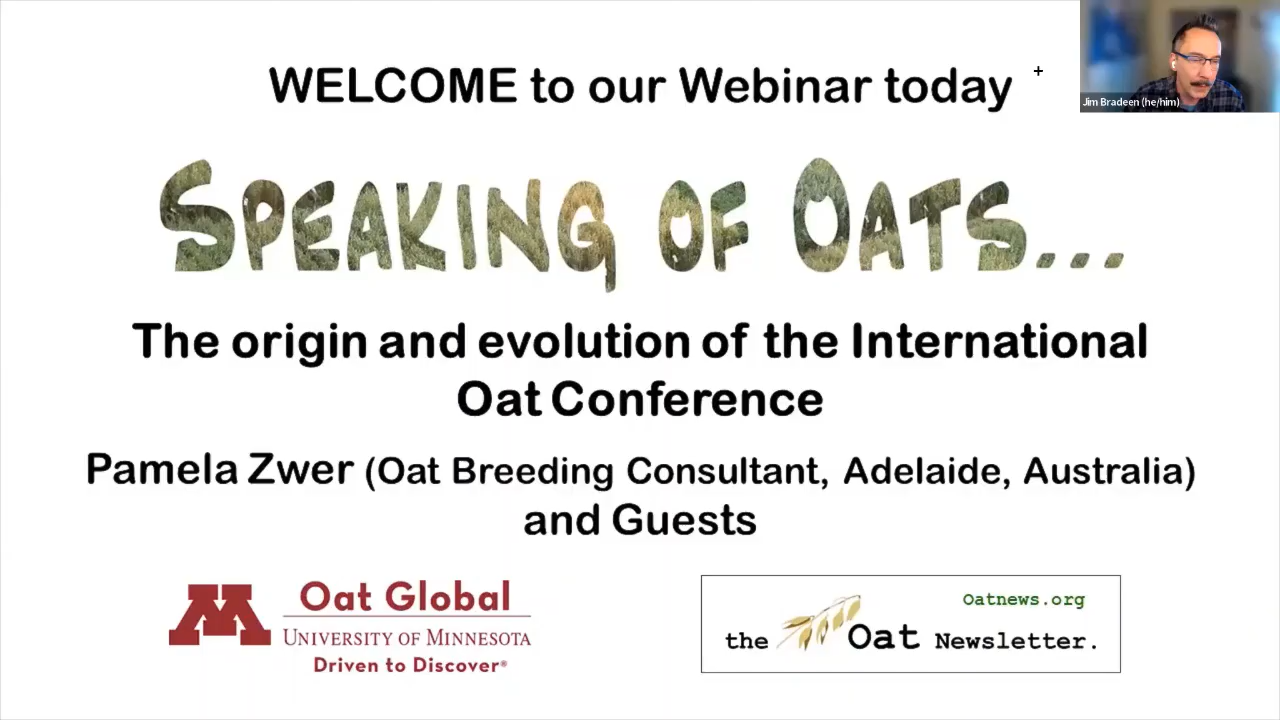 WELCOME to our Webinar today
Jim Bradeen (he/him)
SPEAKING OF OATS...
The origin and evolution of the International
Oat Conference
Pamela Zwer (Oat Breeding Consultant, Adelaide, Australia)
and Guests
M
Oat Global
UNIVERSITY OF MINNESOTA
Driven to Discover®
Oatnews.org
the Oat Newsletter.